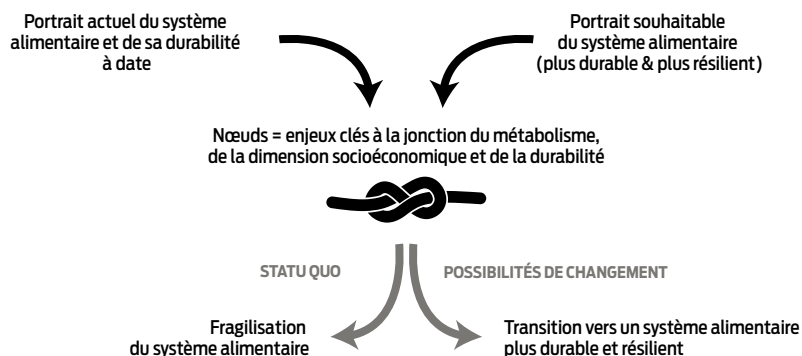 Portrait actuel du système
alimentaire et de sa durabilité
à date
Portrait souhaitable
du système alimentaire
(plus durable & plus résilient)
Nœuds = enjeux clés à la jonction du métabolisme,
de la dimension socioéconomique et de la durabilité
STATU QUO
POSSIBILITÉS DE CHANGEMENT
Fragilisation
du système alimentaire
Transition vers un système alimentaire
plus durable et résilient